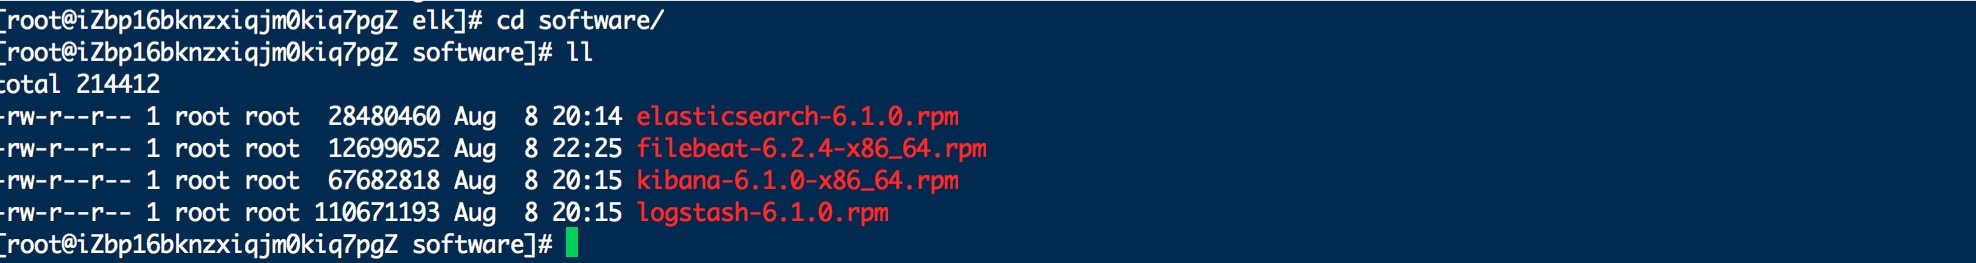 [root@iZbp16bknzxiqjm0kiq7pgZ elk]# cd software/
[root@iZbp16bknzxiqjm0kiq7pgZ software]# ll
total 214412
-rw-r--r-- 1 root root  28480460 Aug  8 20:14 elasticsearch-6.1.0.rpm
-rw-r--r-- 1 root root  12699052 Aug  8 22:25 filebeat-6.2.4-x86_64.rpm
-rw-r--r-- 1 root root  67682818 Aug  8 20:15 kibana-6.1.0-x86_64.rpm
-rw-r--r-- 1 root root 110671193 Aug  8 20:15 logstash-6.1.0.rpm
[root@iZbp16bknzxiqjm0kiq7pgZ software]#